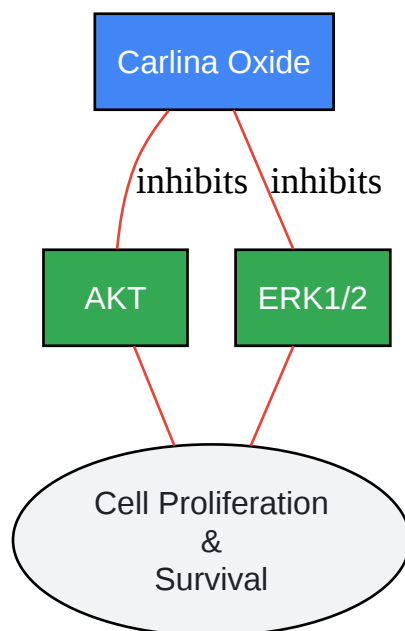 Carlina Oxide
inhibits inhibits
AKT ERK1/2
Cell Proliferation
&
Survival